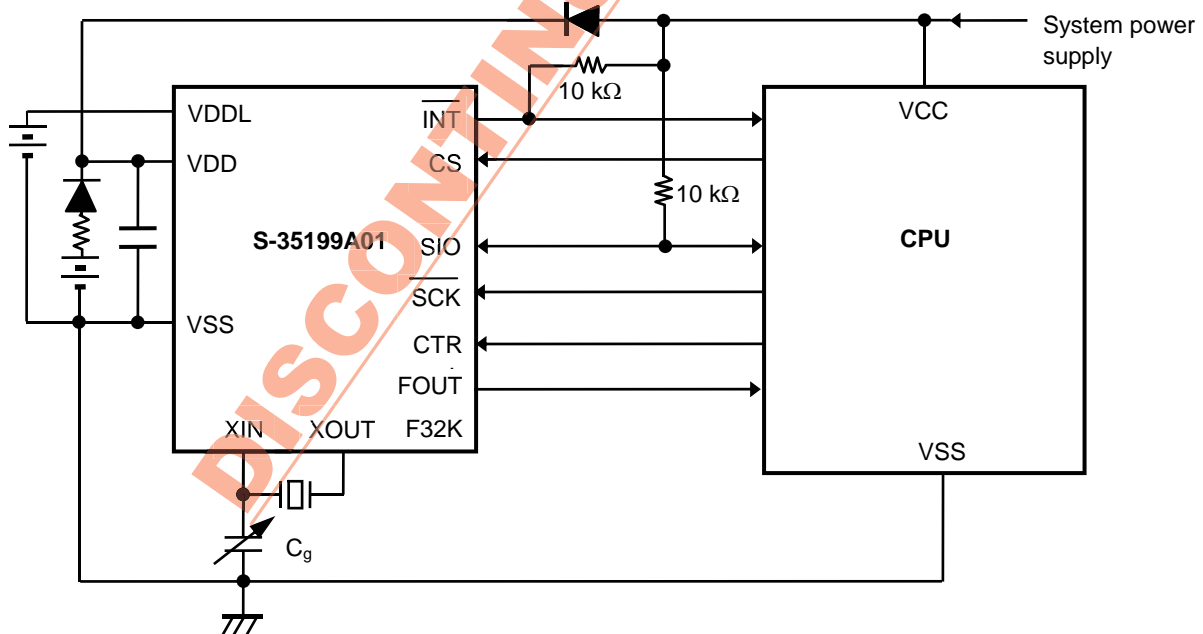 System power
supply
10 kΩ
VDDL
INT
VCC
VDD
CS
10 kΩ
S-35199A01
SIO
CPU
SCK
VSS
CTR
FOUT
XIN
XOUT
F32K
VSS
Cg
DISCONTIN